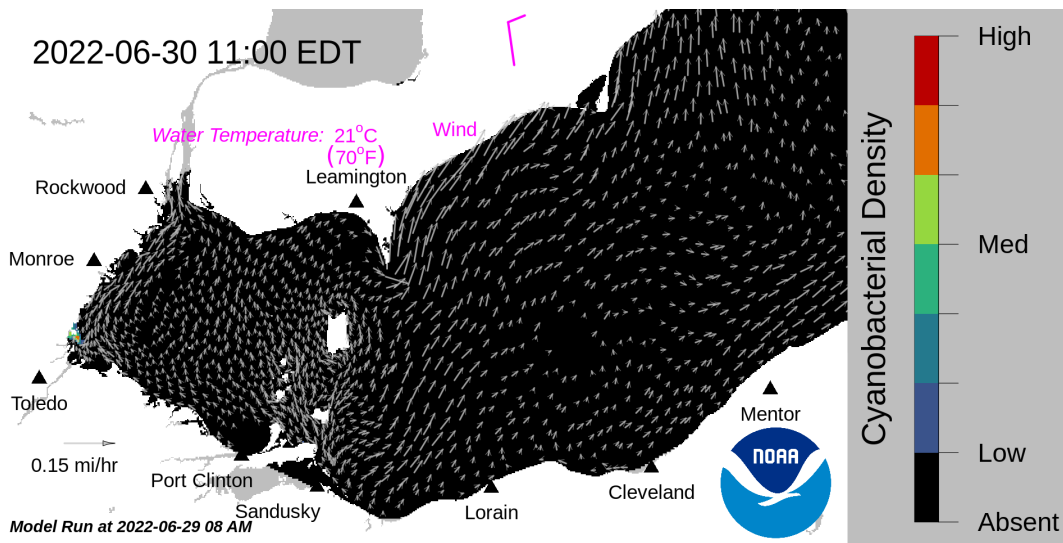 2022-06-30 11:00 EDT
Water Temperature: 21°C
(70°F)
Wind
Leamington
Rockwood
Monroe
Toledo
0.15 mi/hr
Port Clinton
Sandusky
Lorain
Cleveland
Mentor
NOAA
Model Run at 2022-06-29 08 AM
Cyanobacterial Density
High
Med
Low
Absent